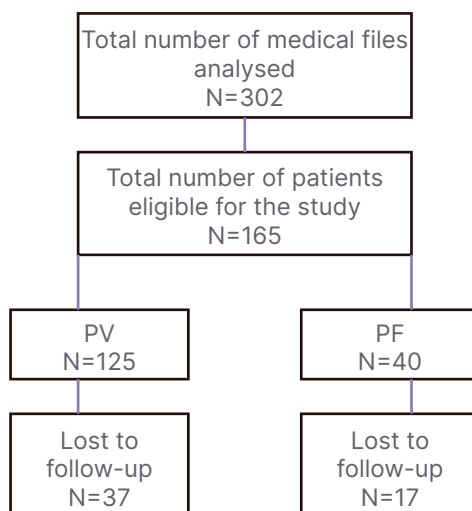 Total number of medical files
analysed
N=302
Total number of patients
eligible for the study
N=165
PV
N=125
PF
N=40
Lost to
follow-up
N=37
Lost to
follow-up
N=17